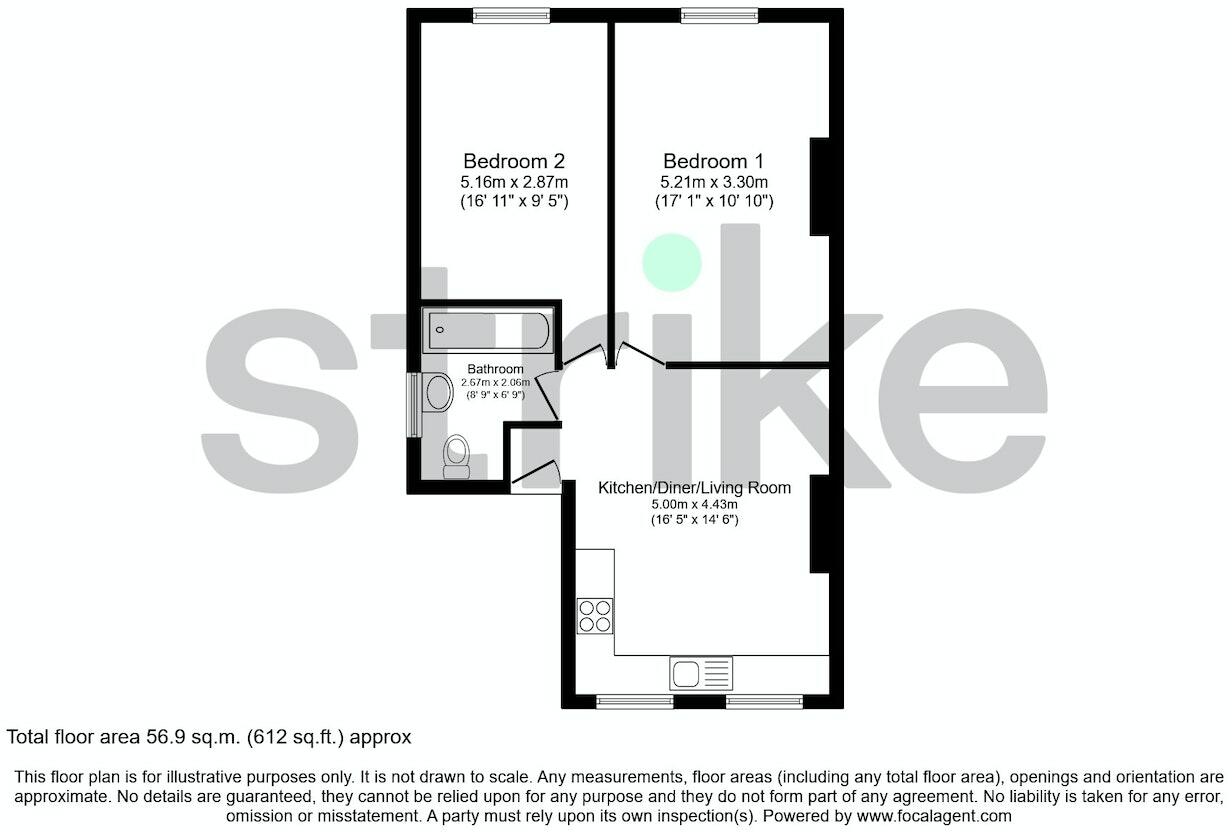 Bedroom 2
5.16m x 2.87m
(16' 11" x 9' 5")
Bedroom 1
5.21m x 3.30m
(17' 1" x 10' 10")
strike
Bathroom
2.67m x 2.06m
(8' 9" x 6' 9")
Kitchen/Diner/Living Room
5.00m x 4.43m
(16' 5" x 14' 6")
Total floor area 56.9 sq.m. (612 sq.ft.) approx
This floor plan is for illustrative purposes only. It is not drawn to scale. Any measurements, floor areas (including any total floor area), openings and orientation are
approximate. No details are guaranteed, they cannot be relied upon for any purpose and they do not form part of any agreement. No liability is taken for any error,
omission or misstatement. A party must rely upon its own inspection(s). Powered by www.focalagent.com